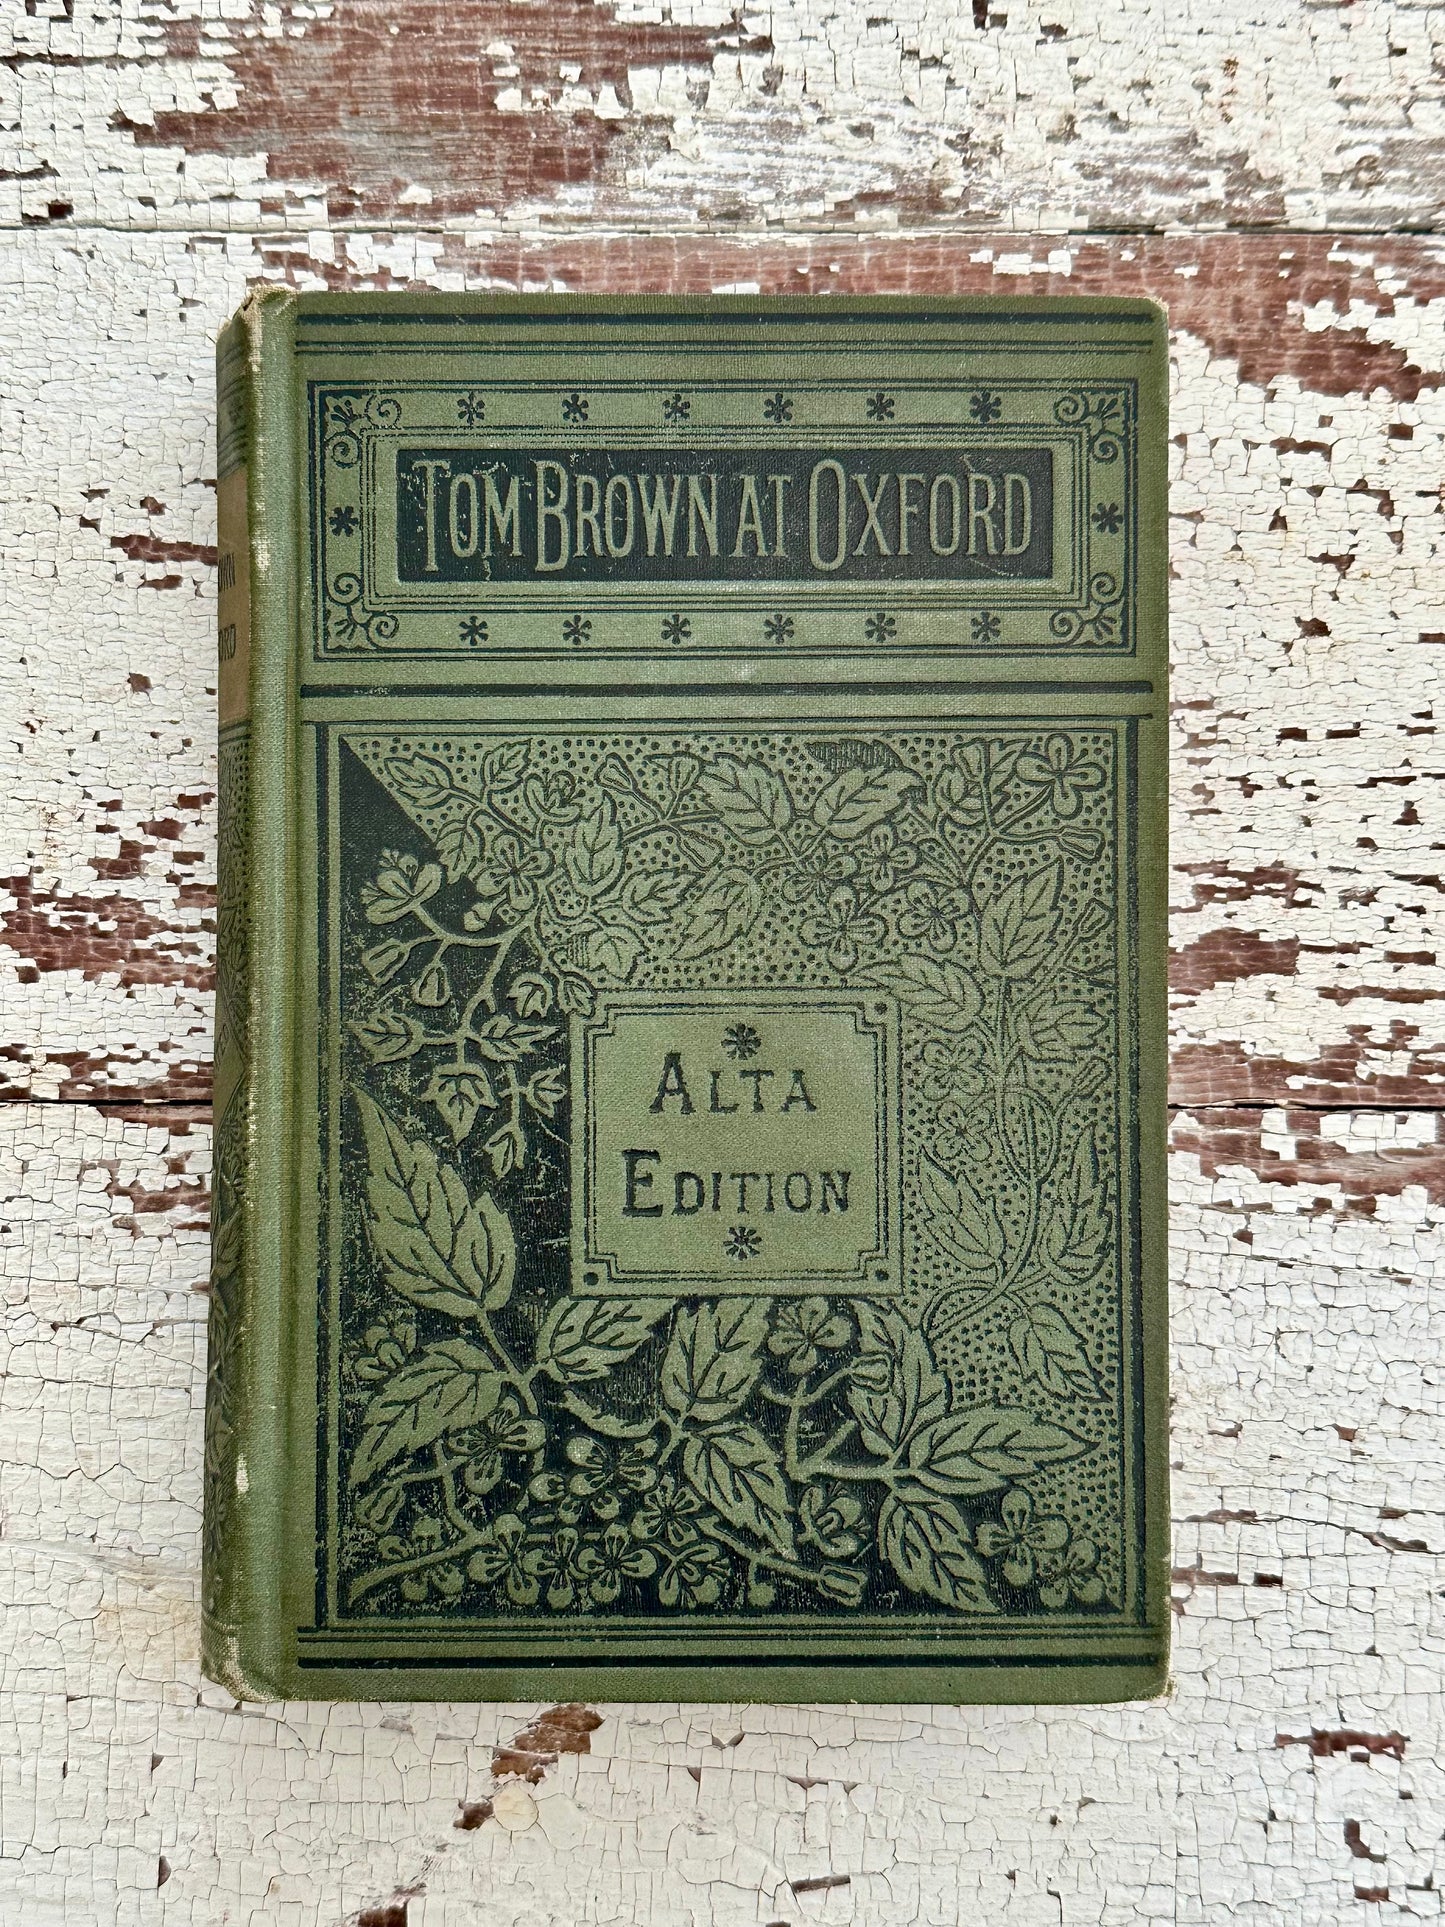 TOM BROWN AT OXFORD
ALTA
EDITION